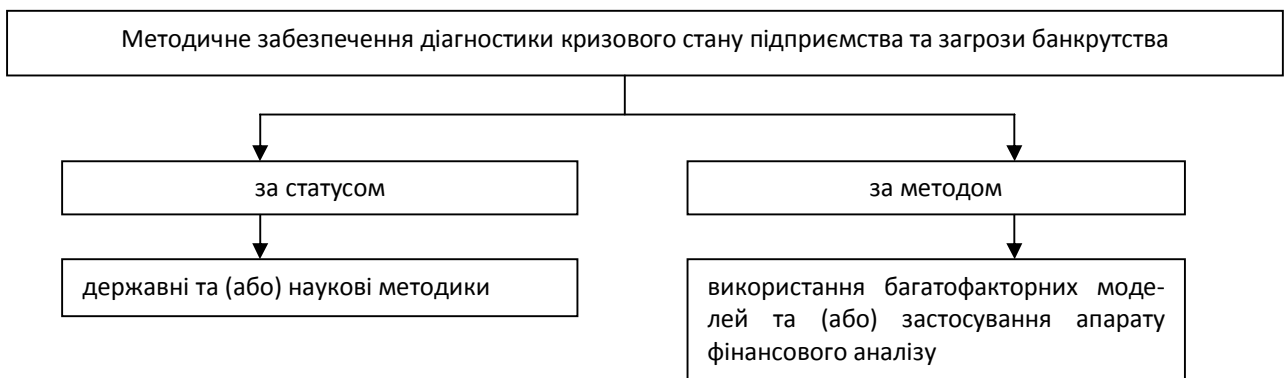 Методичне забезпечення діагностики кризового стану підприємства та загрози банкрутства
за статусом
за методом
державні та (або) наукові методики
використання багатофакторних моде-
лей та (або) застосування апарату
фінансового аналізу